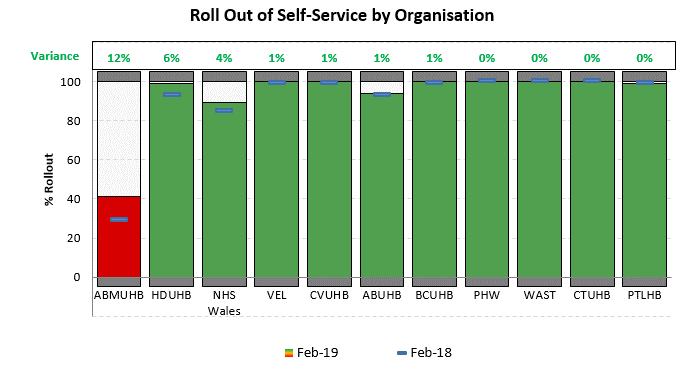 Roll Out of Self-Service by Organisation
Variance 12% 6% 4% 1% 1% 1% 1% 0% 0% 0% 0%
100
80
60
40
20
0
% Rollout
ABMUHB HDUHB NHS Wales VEL CVUHB ABUHB BCUHB PHW WAST CTUHB PTLHB
Feb-19 Feb-18